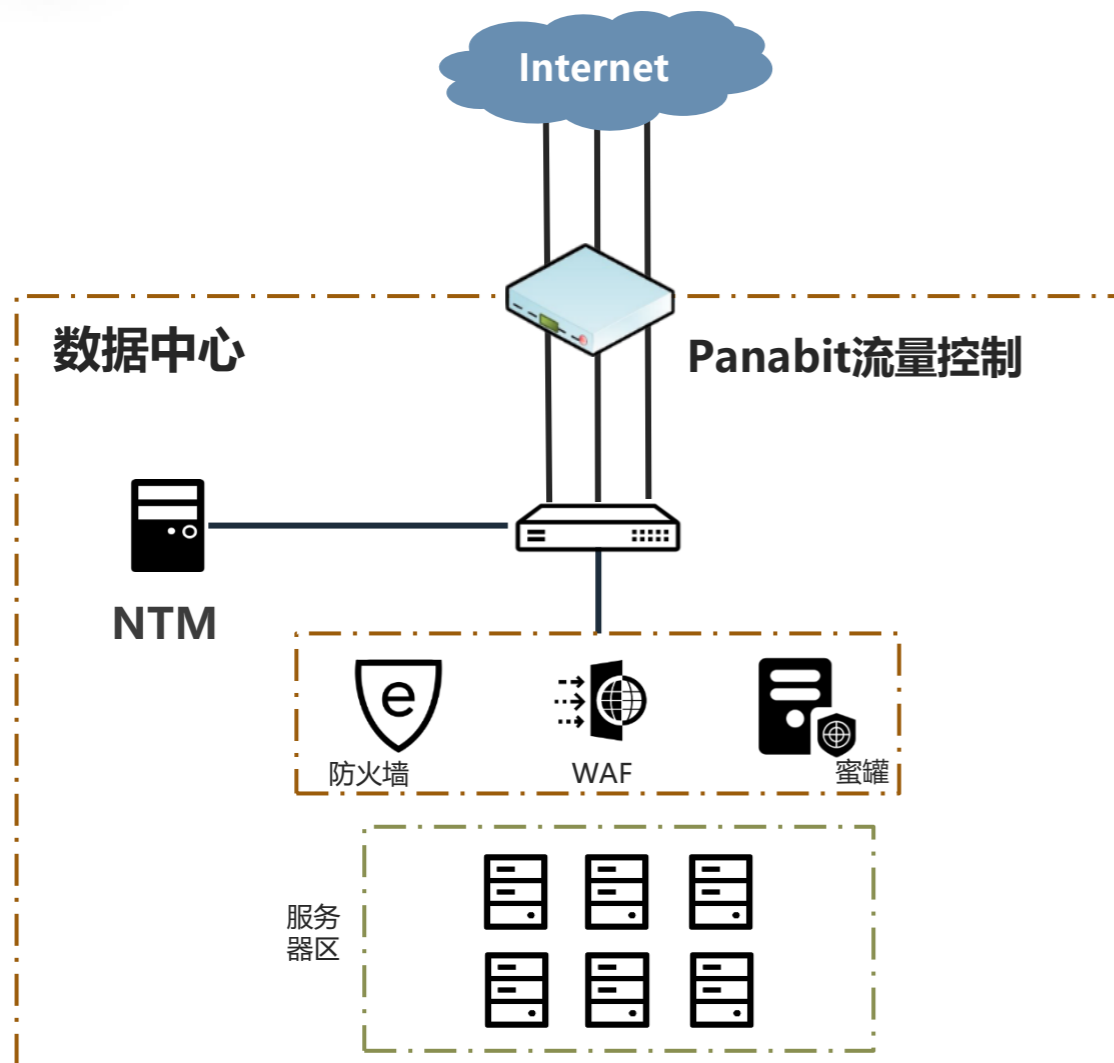 Internet
数据中心
Panabit流量控制
NTM
e
防火墙
WAF
蜜罐
服务
器区